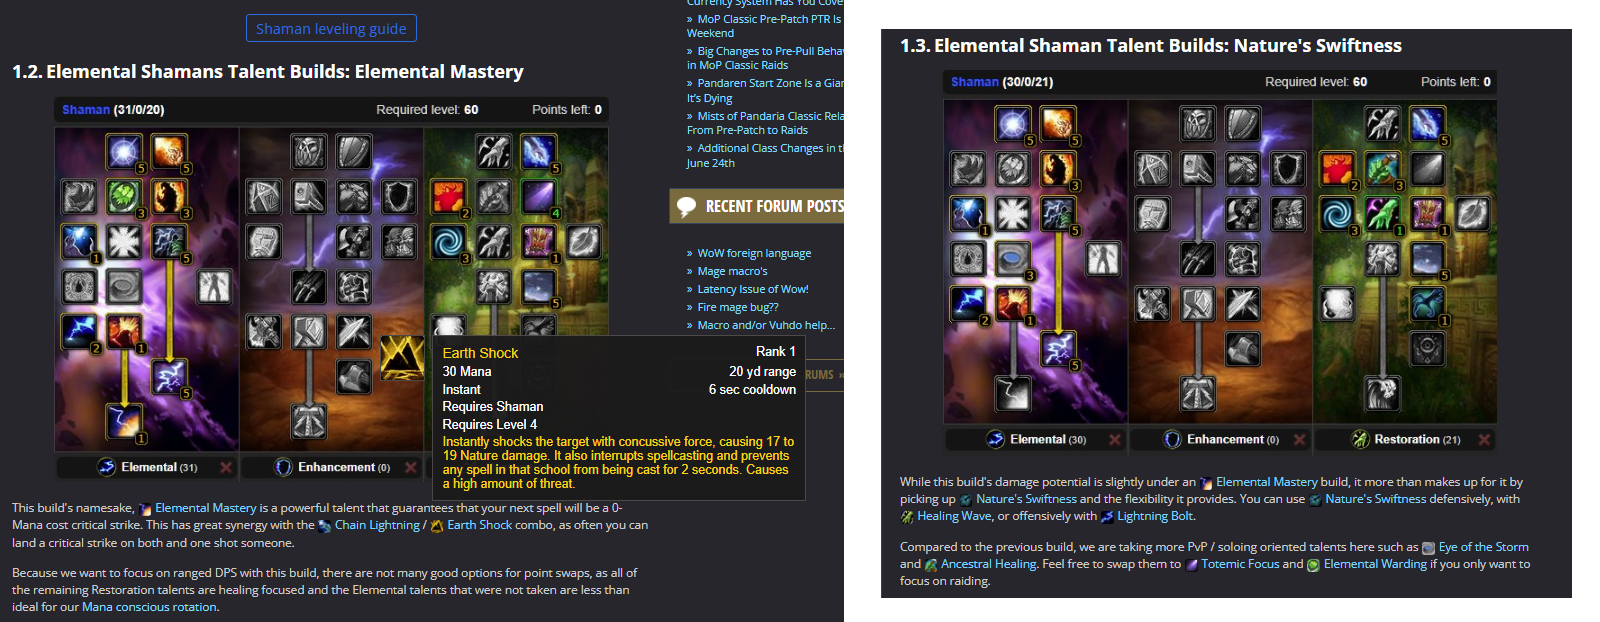 Shaman leveling guide
1.2. Elemental Shamans Talent Builds: Elemental Mastery
Shaman (31/0/20)
Required level: 60
Points left: 0
5
5
3
3
2
4
1
5
3
1
5
2
1
5
1
Earth Shock
Rank 1
30 Mana
20 yd range
Instant
6 sec cooldown
Requires Shaman
Requires Level 4
Instantly shocks the target with concussive force, causing 17 to
19 Nature damage. It also interrupts spellcasting and prevents
any spell in that school from being cast for 2 seconds. Causes
a high amount of threat.
Elemental (31)
Enhancement (0)
This build's namesake, Elemental Mastery is a powerful talent that guarantees that your next spell will be a 0-
Mana cost critical strike. This has great synergy with the Chain Lightning / Earth Shock combo, as often you can
land a critical strike on both and one shot someone.
Because we want to focus on ranged DPS with this build, there are not many good options for point swaps, as all of
the remaining Restoration talents are healing focused and the Elemental talents that were not taken are less than
ideal for our Mana conscious rotation.
Currency System Has You Cove
» MoP Classic Pre-Patch PTR Is
Weekend
» Big Changes to Pre-Pull Beha
in MoP Classic Raids
» Pandaren Start Zone Is a Giar
It's Dying
» Mists of Pandaria Classic Rela
From Pre-Patch to Raids
» Additional Class Changes in t
June 24th
RECENT FORUM POSTS
» WoW foreign language
» Mage macro's
» Latency Issue of Wow!
» Fire mage bug??
» Macro and/or Vuhdo help...
RUMS »
1.3. Elemental Shaman Talent Builds: Nature's Swiftness
Shaman (30/0/21)
Required level: 60
Points left: 0
5
5
5
3
2
3
1
5
3
1
1
3
5
2
1
1
5
Elemental (30)
Enhancement (0)
Restoration (21)
While this build's damage potential is slightly under an Elemental Mastery build, it more than makes up for it by
picking up Nature's Swiftness and the flexibility it provides. You can use Nature's Swiftness defensively, with
Healing Wave, or offensively with Lightning Bolt.
Compared to the previous build, we are taking more PvP / soloing oriented talents here such as Eye of the Storm
and Ancestral Healing. Feel free to swap them to Totemic Focus and Elemental Warding if you only want to
focus on raiding.